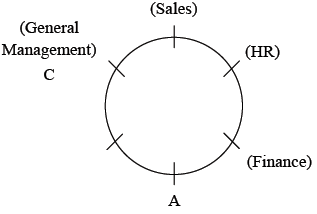 (Sales)
(General
Management)
C
(HR)
(Finance)
A